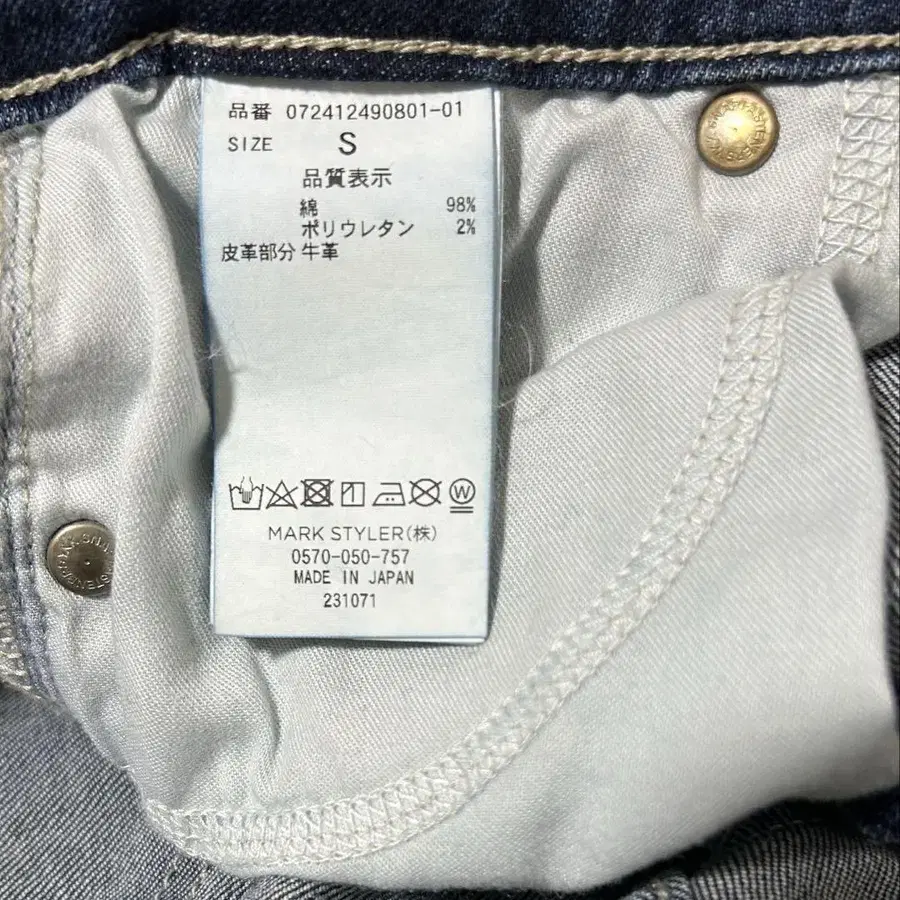 品番 072412490801-01
SIZE S
品質表示
綿 98%
ポリウレタン 2%
皮革部分 牛革
W
MARK STYLER(株)
0570-050-757
MADE IN JAPAN
231071